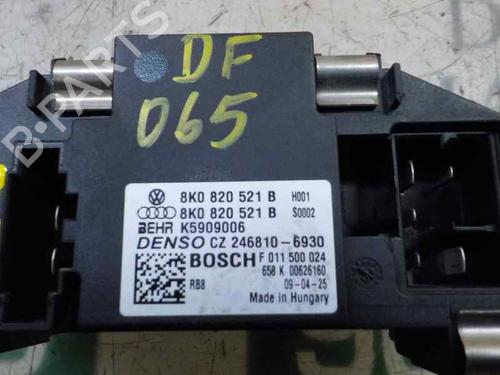 B-PARTS
DF
065
8K0 820 521 B H001
8K0 820 521 B S0002
BEHR K5909006
DENSO CZ 246810-6930
BOSCH F 011 500 024
658 K 00626160
RB8 09-04-25
Made in Hungary